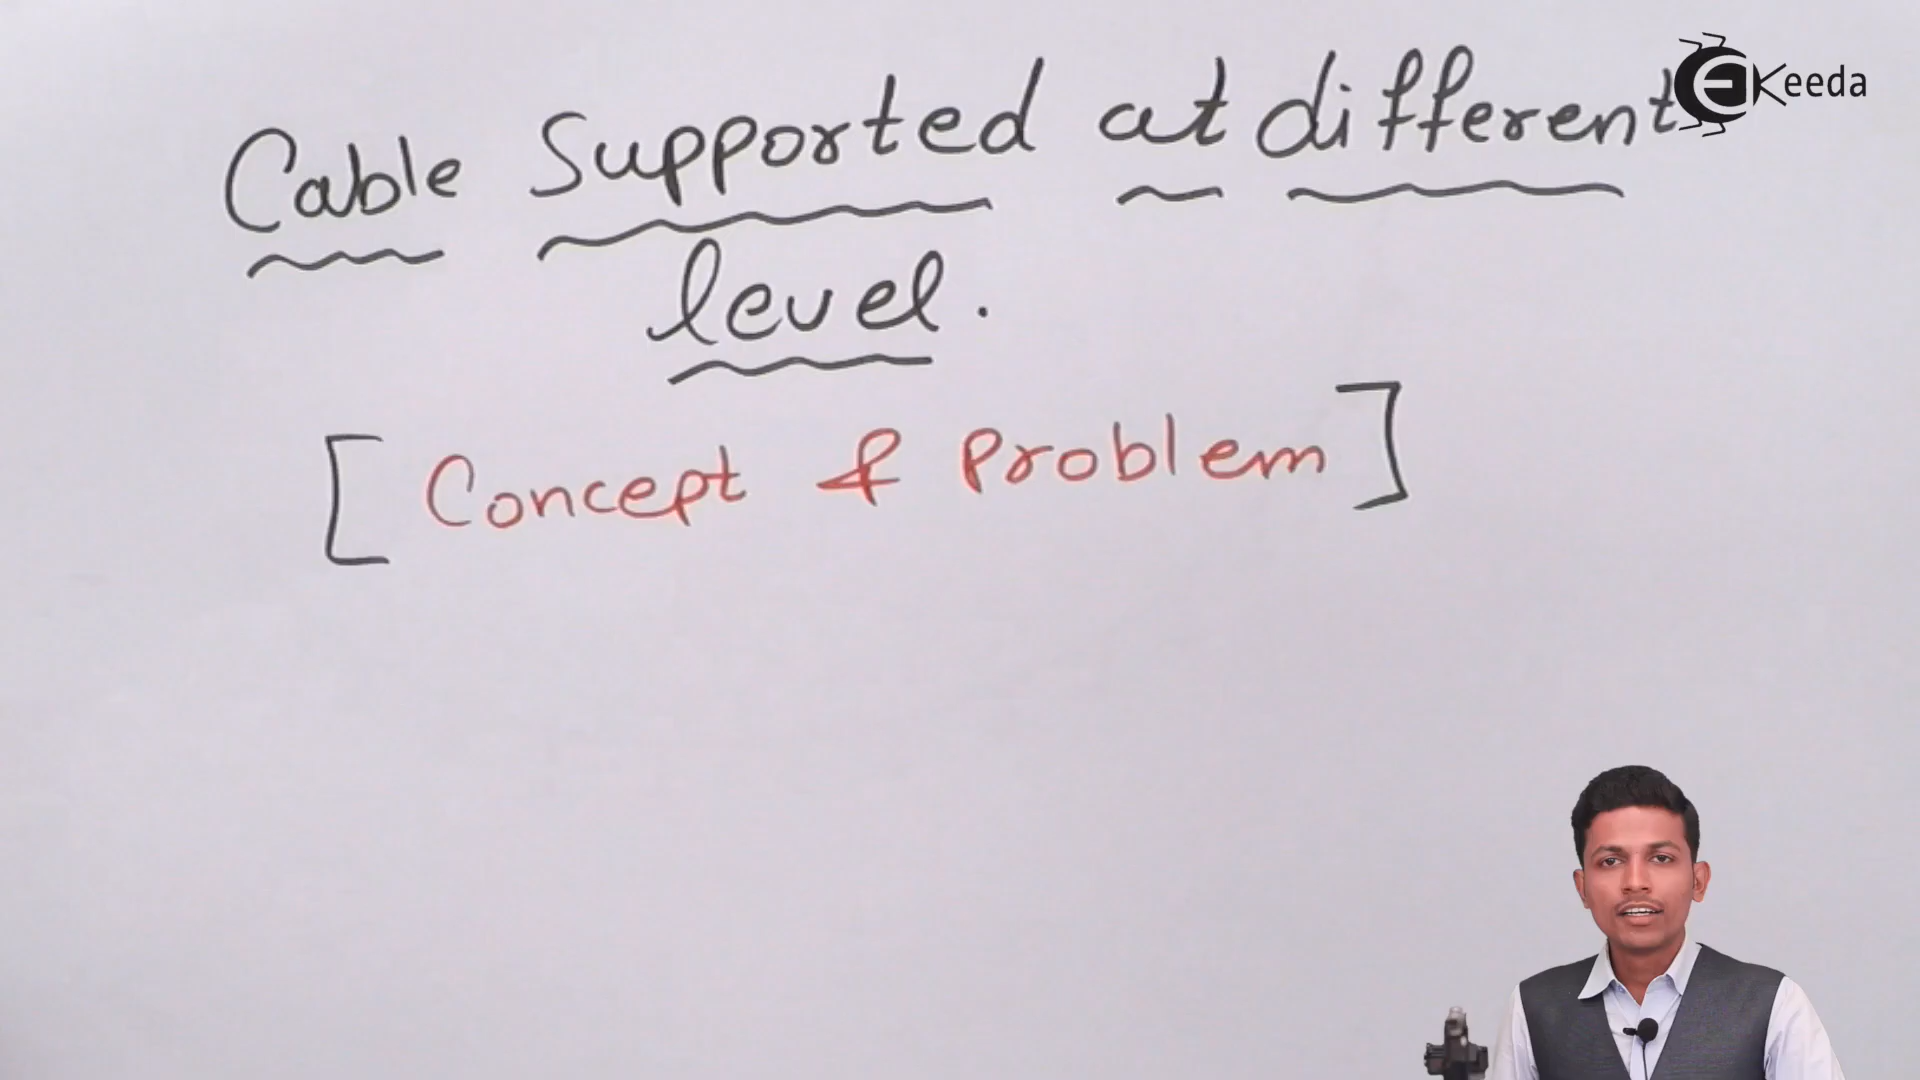 Cable Supported at different
level.
[Concept & Problem]
EKeeda